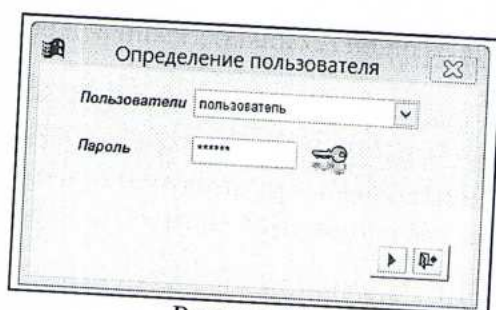 Определение пользователя
Пользователи пользователь
Пароль ******